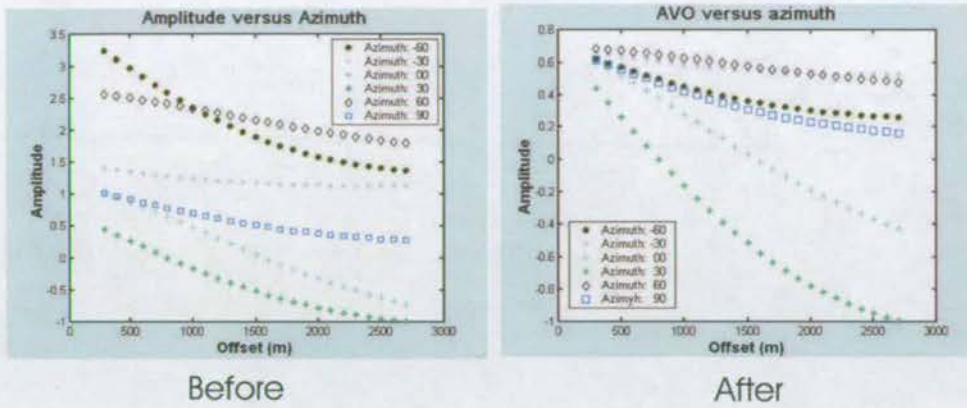 Amplitude versus Azimuth
3.5
3
2.5
2
1.5
1
0.5
0
-0.5
-1
Amplitude
Azimuth: -60
Azimuth: -30
Azimuth: 00
Azimuth: 30
Azimuth: 60
Azimuth: 90
0 500 1000 1500 2000 2500 3000
Offset (m)
Before
AVO versus azimuth
0.8
0.6
0.4
0.2
0
-0.2
-0.4
-0.6
-0.8
-1
Amplitude
Azimuth: -60
Azimuth: -30
Azimuth: 00
Azimuth: 30
Azimuth: 60
Azimyh: 90
0 500 1000 1500 2000 2500 3000
Offset (m)
After